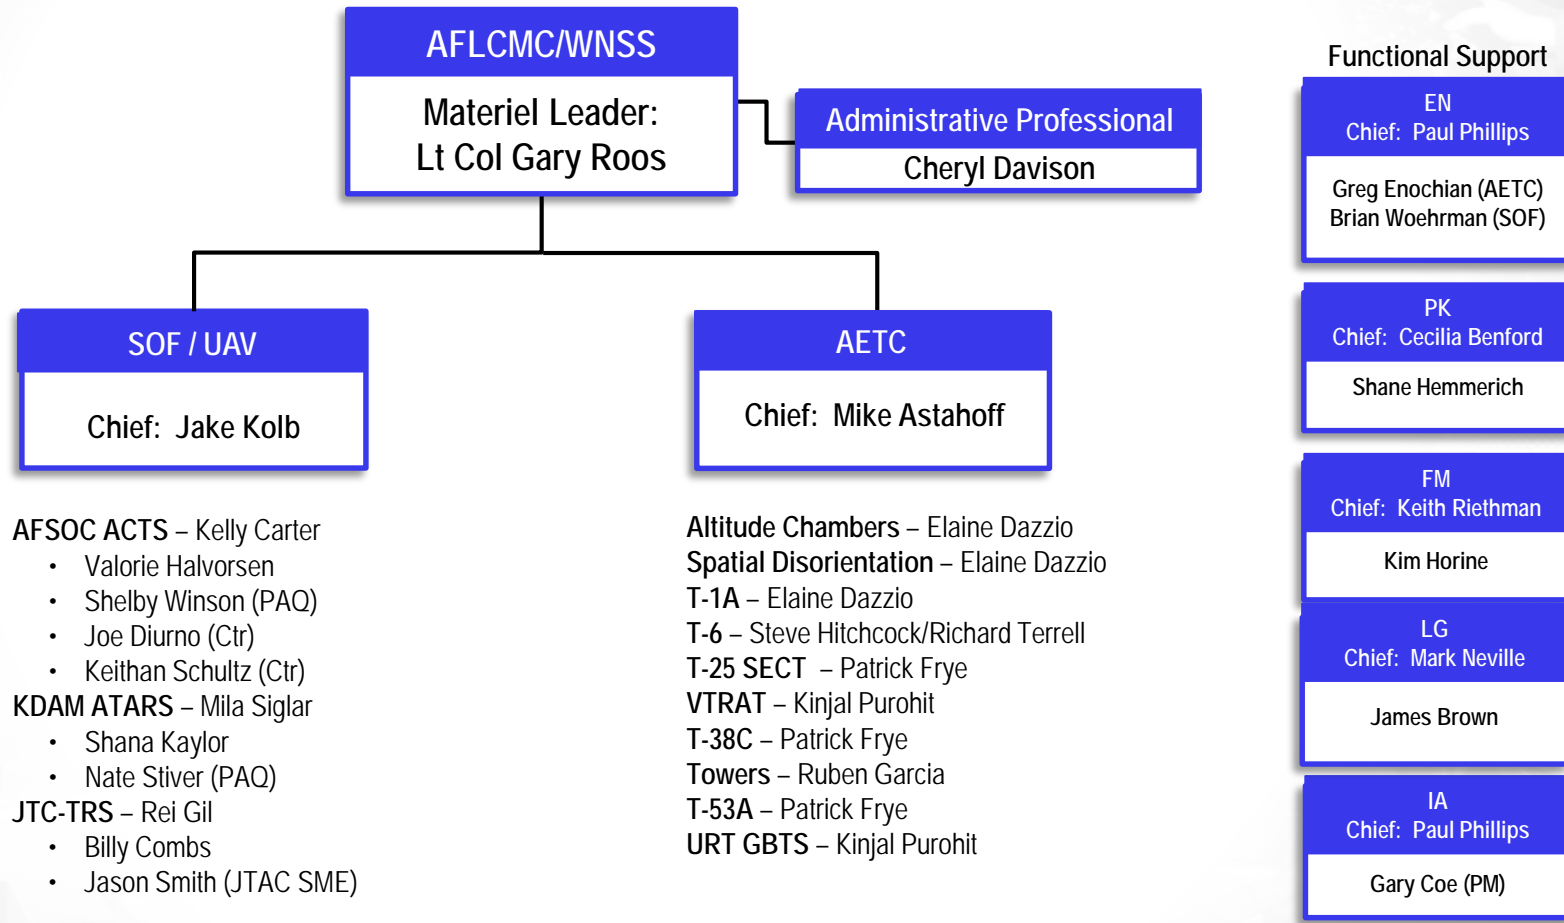 AFLCMC/WNSS
Materiel Leader:
Lt Col Gary Roos
Administrative Professional
Cheryl Davison
SOF / UAV
Chief: Jake Kolb
AFSOC ACTS – Kelly Carter
• Valorie Halvorsen
• Shelby Winson (PAQ)
• Joe Diurno (Ctr)
• Keithan Schultz (Ctr)
KDAM ATARS – Mila Siglar
• Shana Kaylor
• Nate Stiver (PAQ)
JTC-TRS – Rei Gil
• Billy Combs
• Jason Smith (JTAC SME)
AETC
Chief: Mike Astahoff
Altitude Chambers – Elaine Dazzio
Spatial Disorientation – Elaine Dazzio
T-1A – Elaine Dazzio
T-6 – Steve Hitchcock/Richard Terrell
T-25 SECT – Patrick Frye
VTRAT – Kinjal Purohit
T-38C – Patrick Frye
Towers – Ruben Garcia
T-53A – Patrick Frye
URT GBTS – Kinjal Purohit
Functional Support
EN
Chief: Paul Phillips
Greg Enochian (AETC)
Brian Woehrman (SOF)
PK
Chief: Cecilia Benford
Shane Hemmerich
FM
Chief: Keith Riethman
Kim Horine
LG
Chief: Mark Neville
James Brown
IA
Chief: Paul Phillips
Gary Coe (PM)